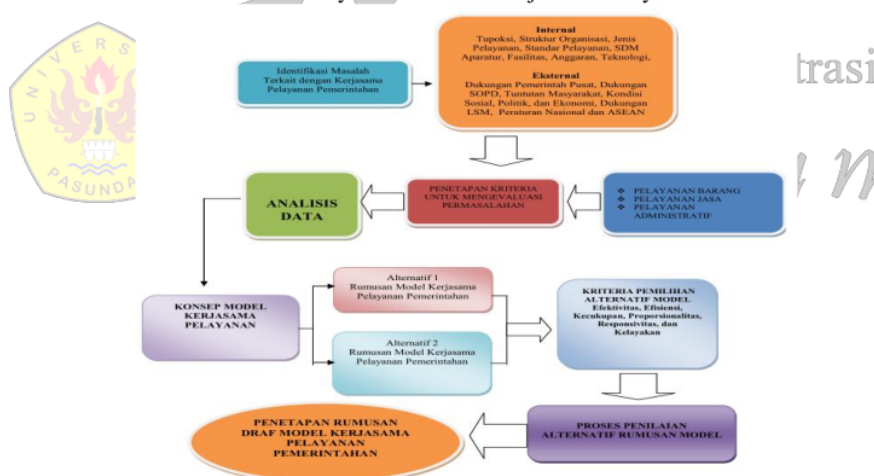 Internal
Tupoksi, Struktur Organisasi, Jenis
Pelayanan, Standar Pelayanan, SDM
Aparatur, Fasilitas, Anggaran, Teknologi,
Eksternal
Dukungan Pemerintah Pusat, Dukungan
SOPD, Tuntutan Masyarakat, Kondisi
Sosial, Politik, dan Ekonomi, Dukungan
LSM, Peraturan Nasional dan ASEAN
Identifikasi Masalah
Terkait dengan Kerjasama
Pelayanan Pemerintahan
trasi
PELAYANAN BARANG
PELAYANAN JASA
PELAYANAN
ADMINISTRATIF
PENETAPAN KRITERIA
UNTUK MENGEVALUASI
PERMASALAHAN
ANALISIS
DATA
KONSEP MODEL
KERJASAMA
PELAYANAN
Alternatif 1
Rumusan Model Kerjasama
Pelayanan Pemerintahan
Alternatif 2
Rumusan Model Kerjasama
Pelayanan Pemerintahan
KRITERIA PEMILIHAN
ALTERNATIF MODEL
Efektivitas, Efisiensi,
Kecukupan, Proporsionalitas,
Responsivitas, dan
Kelayakan
PROSES PENILAIAN
ALTERNATIF RUMUSAN MODEL
PENETAPAN RUMUSAN
DRAF MODEL KERJASAMA
PELAYANAN
PEMERINTAHAN